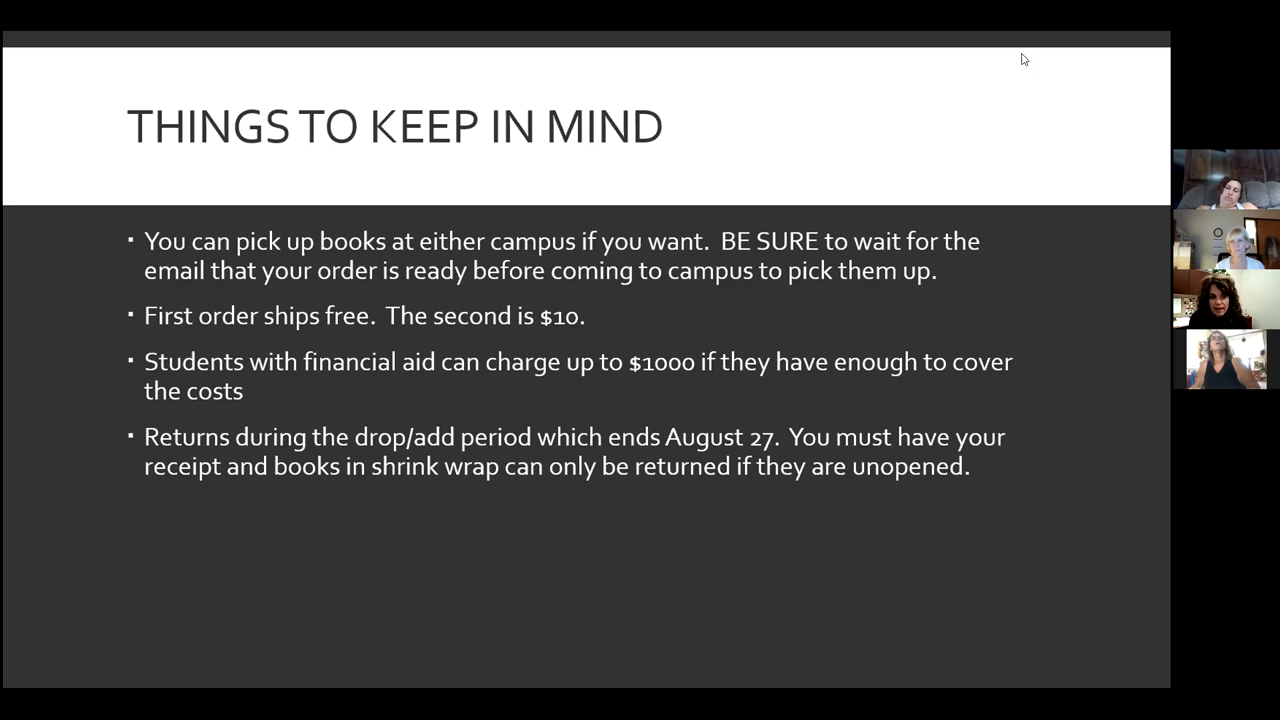 THINGS TO KEEP IN MIND
You can pick up books at either campus if you want. BE SURE to wait for the
email that your order is ready before coming to campus to pick them up.
First order ships free. The second is $10.
Students with financial aid can charge up to $1000 if they have enough to cover
the costs
Returns during the drop/add period which ends August 27. You must have your
receipt and books in shrink wrap can only be returned if they are unopened.